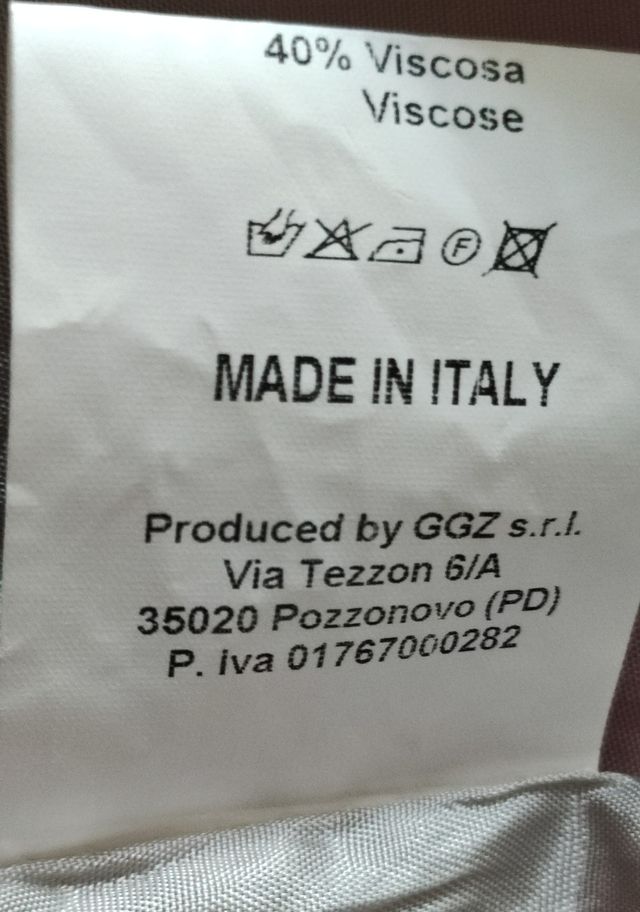 40% Viscosa
Viscose
F
MADE IN ITALY
Produced by GGZ s.r.l.
Via Tezzon 6/A
35020 Pozzonovo (PD)
P. iva 01767000282